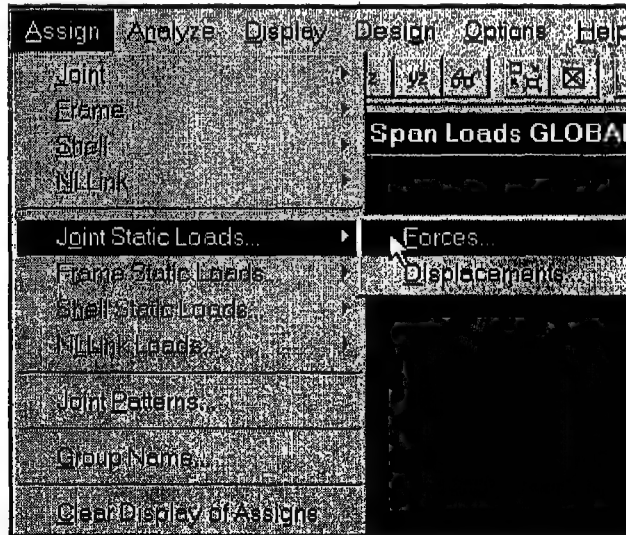 Assign Analyze Display Design Options Help
Joint
Frame
Shell
NLLink
Span Loads GLOBAL
Joint Static Loads...
Forces...
Displacements...
Frame Static Loads...
Shell Static Loads...
NLLink Loads...
Joint Patterns...
Group Name...
Clear Display of Assigns